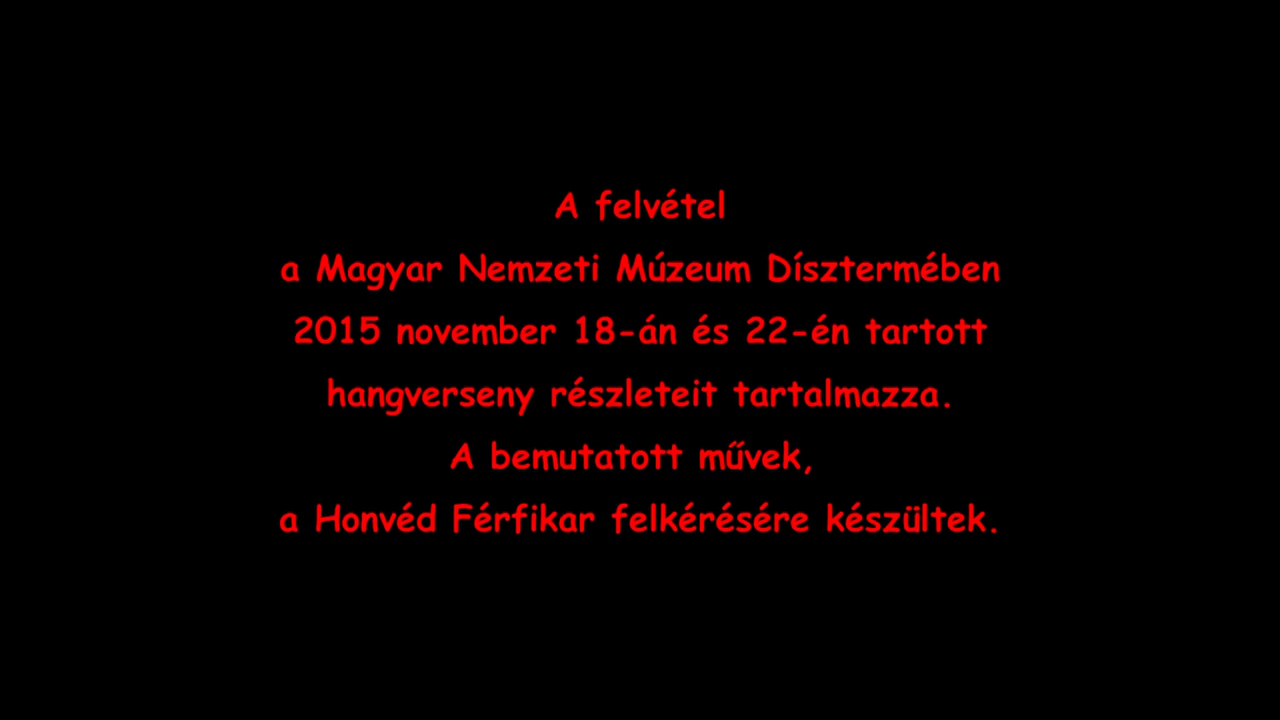 A felvétel
a Magyar Nemzeti Múzeum Dísztermében
2015 november 18-án és 22-én tartott
hangverseny részleteit tartalmazza.
A bemutatott művek,
a Honvéd Férfikar felkérésére készültek.